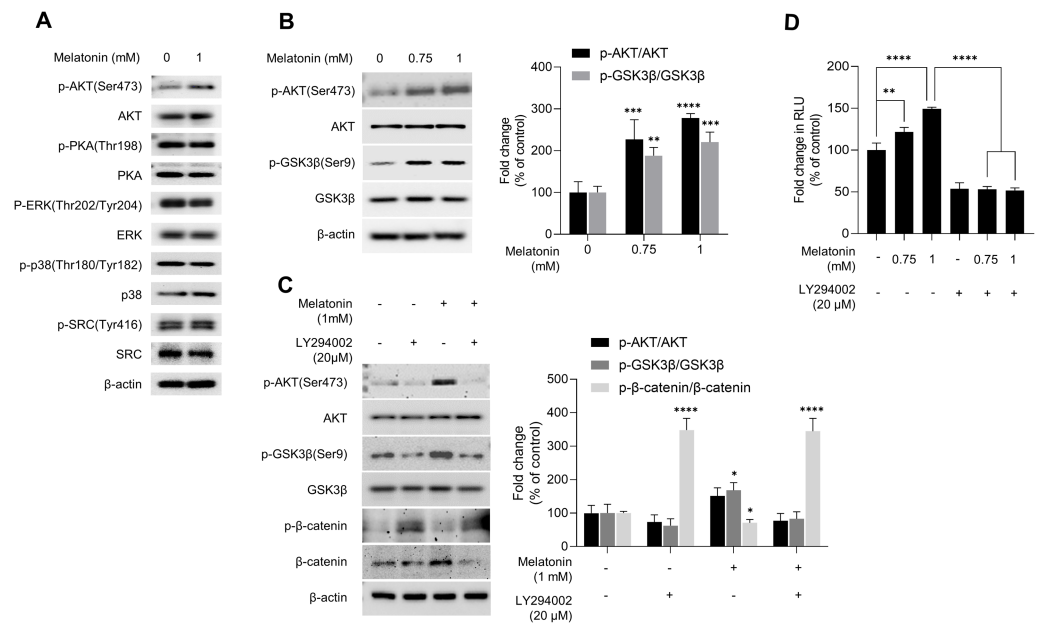 A
Melatonin (mM) 0 1
p-AKT(Ser473)
AKT
p-PKA(Thr198)
PKA
P-ERK(Thr202/Tyr204)
ERK
p-p38(Thr180/Tyr182)
p38
p-SRC(Tyr416)
SRC
β-actin
B
Melatonin (mM) 0 0.75 1
p-AKT(Ser473)
AKT
p-GSK3β(Ser9)
GSK3β
β-actin
p-AKT/AKT
p-GSK3β/GSK3β
Fold change
(% of control)
400
300
200
100
0
*** ** **** ***
0 0.75 1
Melatonin
(mM)
C
Melatonin
(1mM)
- - + +
LY294002
(20μM)
- + - +
p-AKT(Ser473)
AKT
p-GSK3β(Ser9)
GSK3β
p-β-catenin
β-catenin
β-actin
p-AKT/AKT
p-GSK3β/GSK3β
p-β-catenin/β-catenin
Fold change
(% of control)
500
400
300
200
100
0
**** * * ****
Melatonin
(1 mM)
- - + +
LY294002
(20 μM)
- + - +
D
Fold change in RLU
(% of control)
200
150
100
50
0
**** ****
**
Melatonin
(mM)
- 0.75 1 - 0.75 1
LY294002
(20 μM)
- - - + + +